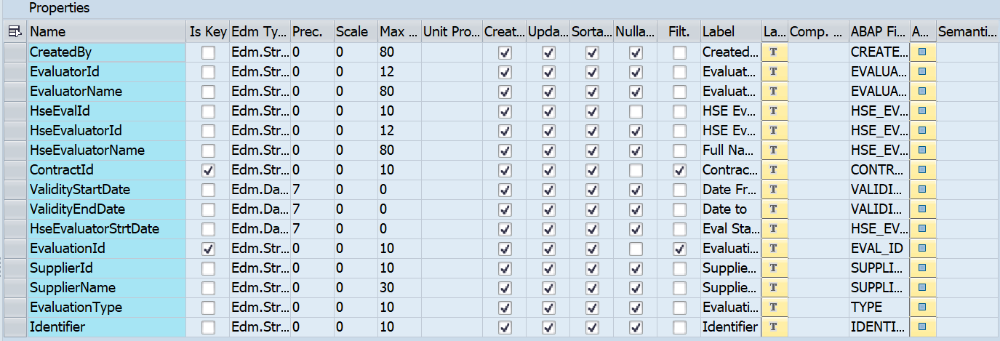 Properties
Name Is Key Edm Ty... Prec. Scale Max ... Unit Pro... Creat... Upda... Sorta... Nulla... Filt. Label La... Comp. ... ABAP Fi... A... Semanti...
CreatedBy Edm.Str... 0 0 80 Created... T CREATE...
EvaluatorId Edm.Str... 0 0 12 Evaluat... T EVALUA...
EvaluatorName Edm.Str... 0 0 80 Evaluat... T EVALUA...
HseEvalId Edm.Str... 0 0 10 HSE Ev... T HSE_EV...
HseEvaluatorId Edm.Str... 0 0 12 HSE Ev... T HSE_EV...
HseEvaluatorName Edm.Str... 0 0 80 Full Na... T HSE_EV...
ContractId Edm.Str... 0 0 10 Contrac... T CONTR...
ValidityStartDate Edm.Da... 7 0 0 Date Fr... T VALIDI...
ValidityEndDate Edm.Da... 7 0 0 Date to T VALIDI...
HseEvaluatorStrtDate Edm.Da... 7 0 0 Eval Sta... T HSE_EV...
EvaluationId Edm.Str... 0 0 10 Evaluati... T EVAL_ID
SupplierId Edm.Str... 0 0 10 Supplie... T SUPPLI...
SupplierName Edm.Str... 0 0 30 Supplie... T SUPPLI...
EvaluationType Edm.Str... 0 0 10 Evaluati... T TYPE
Identifier Edm.Str... 0 0 10 Identifier T IDENTI...